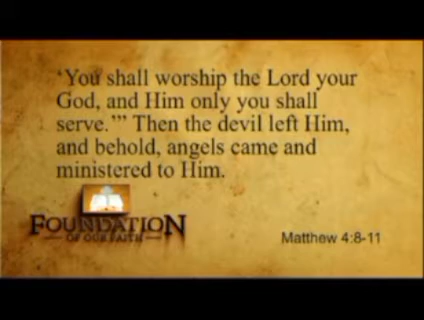 ‘You shall worship the Lord your
God, and Him only you shall
serve.’” Then the devil left Him,
and behold, angels came and
ministered to Him.
FOUNDATION
OF OUR FAITH
Matthew 4:8-11